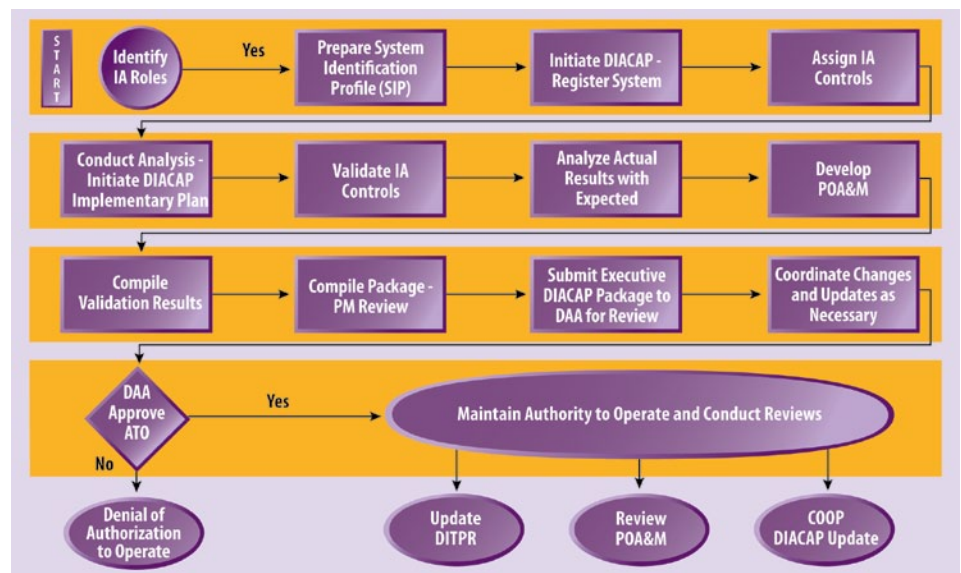 START
Identify
IA Roles
Yes
Prepare System
Identification
Profile (SIP)
Initiate DIACAP -
Register System
Assign IA
Controls
Conduct Analysis -
Initiate DIACAP
Implementary Plan
Validate IA
Controls
Analyze Actual
Results with
Expected
Develop
POA&M
Compile
Validation Results
Compile Package -
PM Review
Submit Executive
DIACAP Package to
DAA for Review
Coordinate Changes
and Updates as
Necessary
DAA
Approve
ATO
Yes
Maintain Authority to Operate and Conduct Reviews
No
Denial of
Authorization
to Operate
Update
DITPR
Review
POA&M
COOP
DIACAP Update